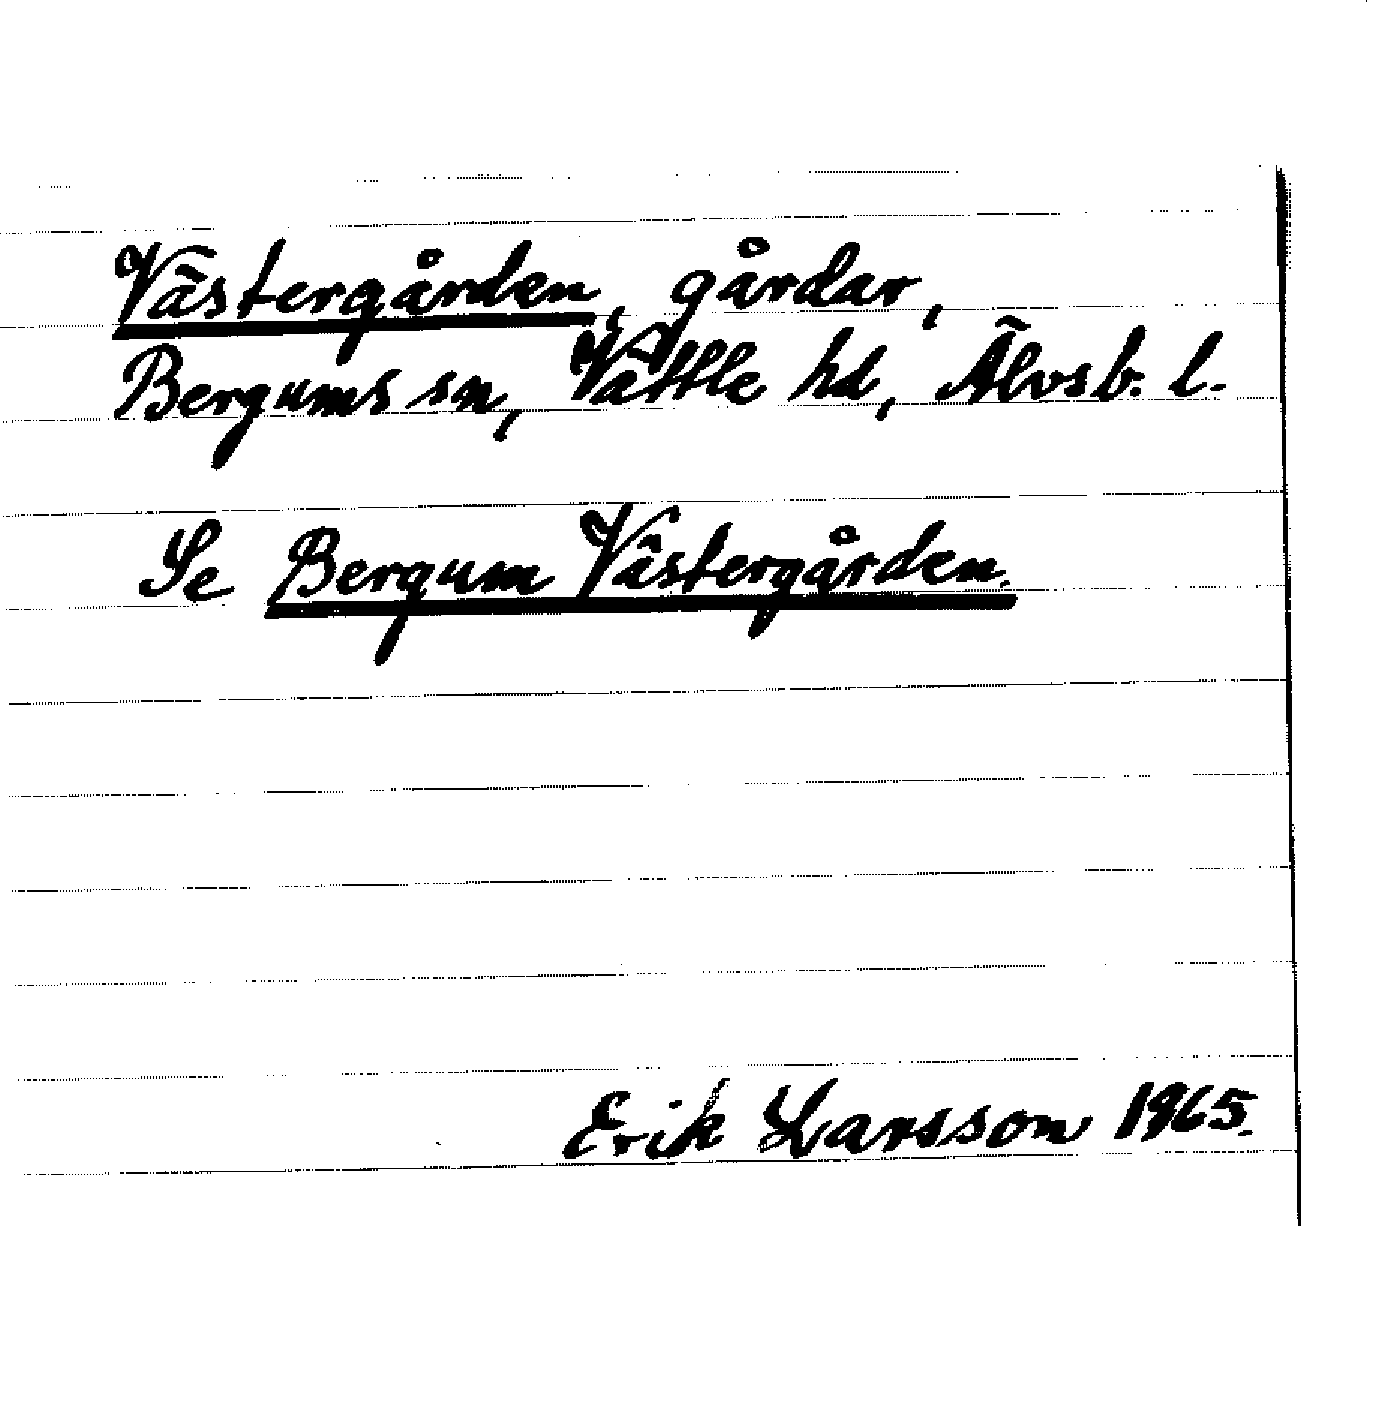 Västergården, gårdar,
Bergums sn, Vättle hd, Älvsb. l.
Se Bergum Västergården.
Erik Larsson 1965.